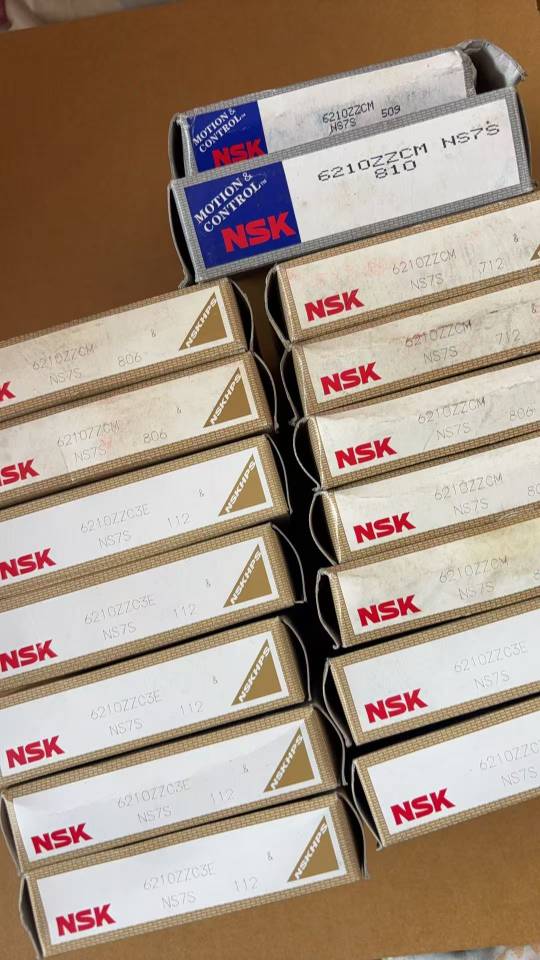 MOTION &
CONTROL™
NSK
6210ZZCM
NS7S 509
MOTION &
CONTROL™
NSK
6210ZZCM NS7S
810
NSK
6210ZZCM
NS7S 712
&
NSK
6210ZZCM
NS7S 712
NSK
6210ZZCM
NS7S 806
NSK
6210ZZCM
NS7S
NSK
6210ZZCM
NS7S
NSK
6210ZZC3E
NS7S
NSK
NS7S
6210ZZCM
NS7S 806
&
NSKHPS
NSK
6210ZZCM
NS7S 806
&
NSKHPS
NSK
6210ZZC3E
NS7S 112
&
NSKHPS
NSK
6210ZZC3E
NS7S 112
&
NSKHPS
NSK
6210ZZC3E
NS7S 112
&
NSKHPS
NSK
6210ZZC3E
NS7S 112
&
NSKHPS
NSK
6210ZZC3E
NS7S 112
&
NSKHPS